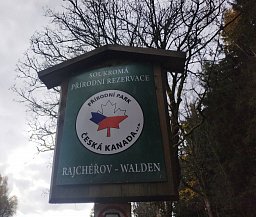 SOUKROMÁ
PŘÍRODNÍ REZERVACE
PŘÍRODNÍ PARK
ČESKÁ KANADA
RAJCHÉŘOV - WALDEN